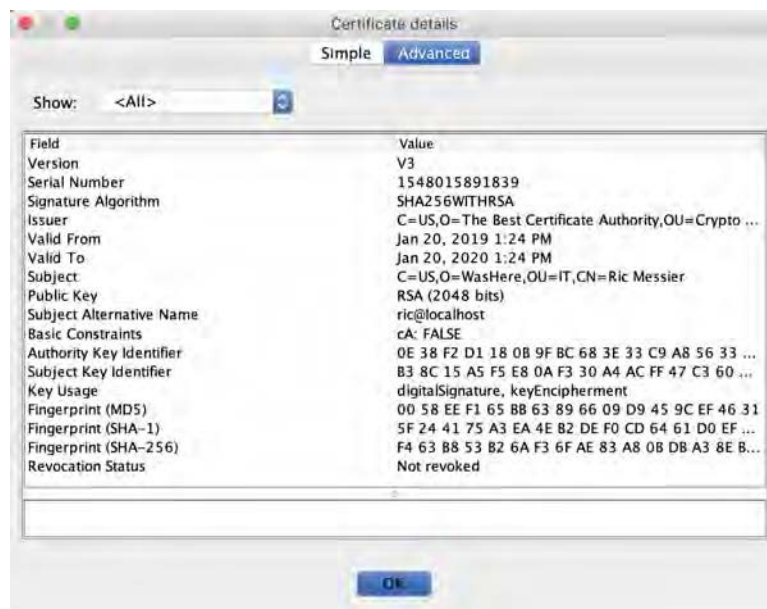 Certificate details
Simple Advanced
Show: <All>
Field Value
Version V3
Serial Number 1548015891839
Signature Algorithm SHA256WITHRSA
Issuer C=US,O=The Best Certificate Authority,OU=Crypto ...
Valid From Jan 20, 2019 1:24 PM
Valid To Jan 20, 2020 1:24 PM
Subject C=US,O=WasHere,OU=IT,CN=Ric Messier
Public Key RSA (2048 bits)
Subject Alternative Name ric@localhost
Basic Constraints cA: FALSE
Authority Key Identifier 0E 38 F2 D1 18 0B 9F BC 68 3E 33 C9 A8 56 33 ...
Subject Key Identifier B3 8C 15 A5 F5 E8 0A F3 30 A4 AC FF 47 C3 60 ...
Key Usage digitalSignature, keyEncipherment
Fingerprint (MD5) 00 58 EE F1 65 BB 63 89 66 09 D9 45 9C EF 46 31
Fingerprint (SHA-1) 5F 24 41 75 A3 EA 4E B2 DE F0 CD 64 61 D0 EF ...
Fingerprint (SHA-256) F4 63 B8 53 B2 6A F3 6F AE 83 A8 0B DB A3 8E B...
Revocation Status Not revoked
OK